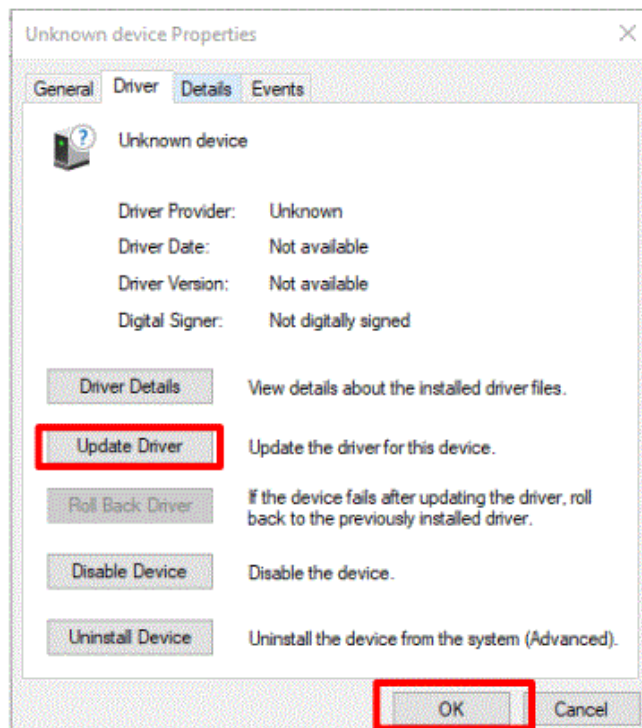 Unknown device Properties
General Driver Details Events
Unknown device
Driver Provider: Unknown
Driver Date: Not available
Driver Version: Not available
Digital Signer: Not digitally signed
Driver Details View details about the installed driver files.
Update Driver Update the driver for this device.
Roll Back Driver If the device fails after updating the driver, roll
back to the previously installed driver.
Disable Device Disable the device.
Uninstall Device Uninstall the device from the system (Advanced).
OK Cancel